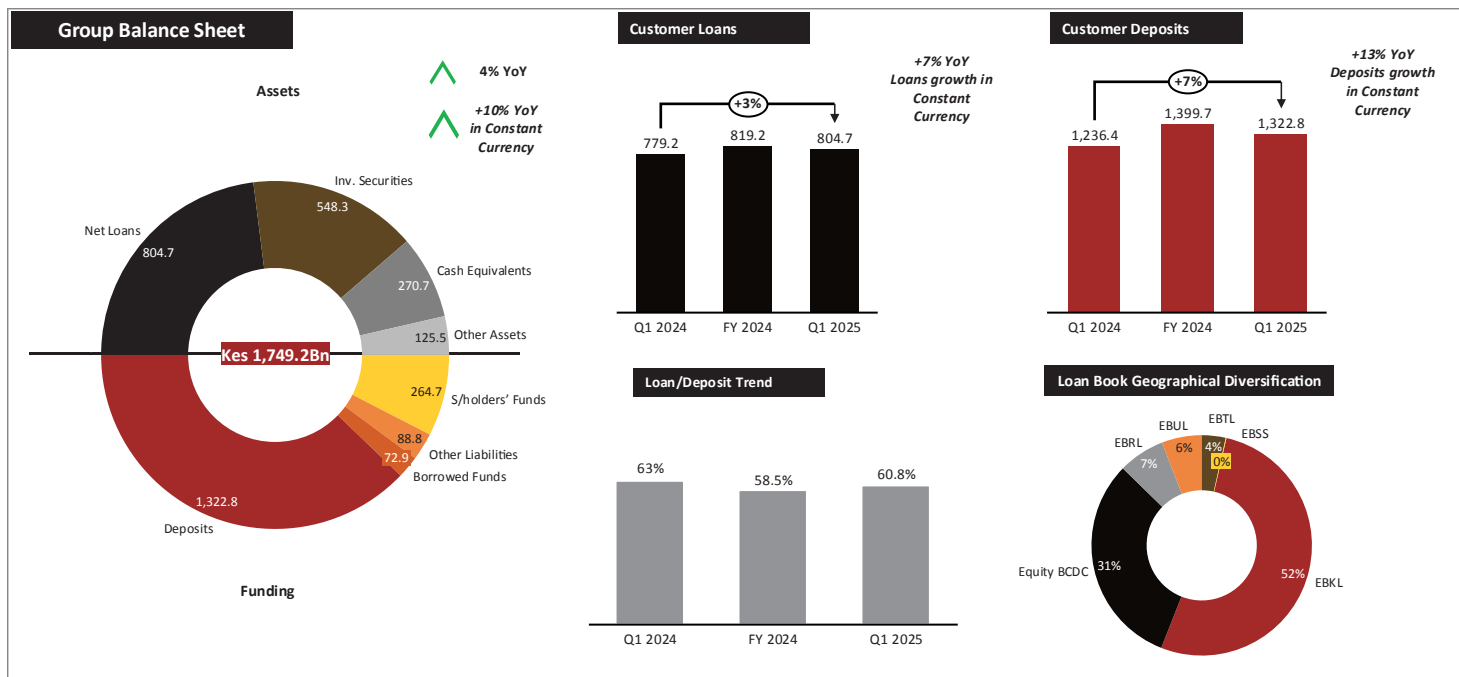 Group Balance Sheet
Assets
4% YoY
+10% YoY
in Constant
Currency
Inv. Securities
548.3
Net Loans
804.7
Cash Equivalents
270.7
Other Assets
125.5
Kes 1,749.2Bn
264.7
S/holders’ Funds
88.8
Other Liabilities
72.9
Borrowed Funds
1,322.8
Deposits
Funding
Customer Loans
+7% YoY
Loans growth in
Constant
Currency
+3%
779.2
819.2
804.7
Q1 2024
FY 2024
Q1 2025
Customer Deposits
+13% YoY
Deposits growth
in Constant
Currency
+7%
1,236.4
1,399.7
1,322.8
Q1 2024
FY 2024
Q1 2025
Loan/Deposit Trend
63%
58.5%
60.8%
Q1 2024
FY 2024
Q1 2025
Loan Book Geographical Diversification
EBTL
EBUL
EBSS
EBRL
4%
6%
0%
7%
Equity BCDC
31%
52%
EBKL